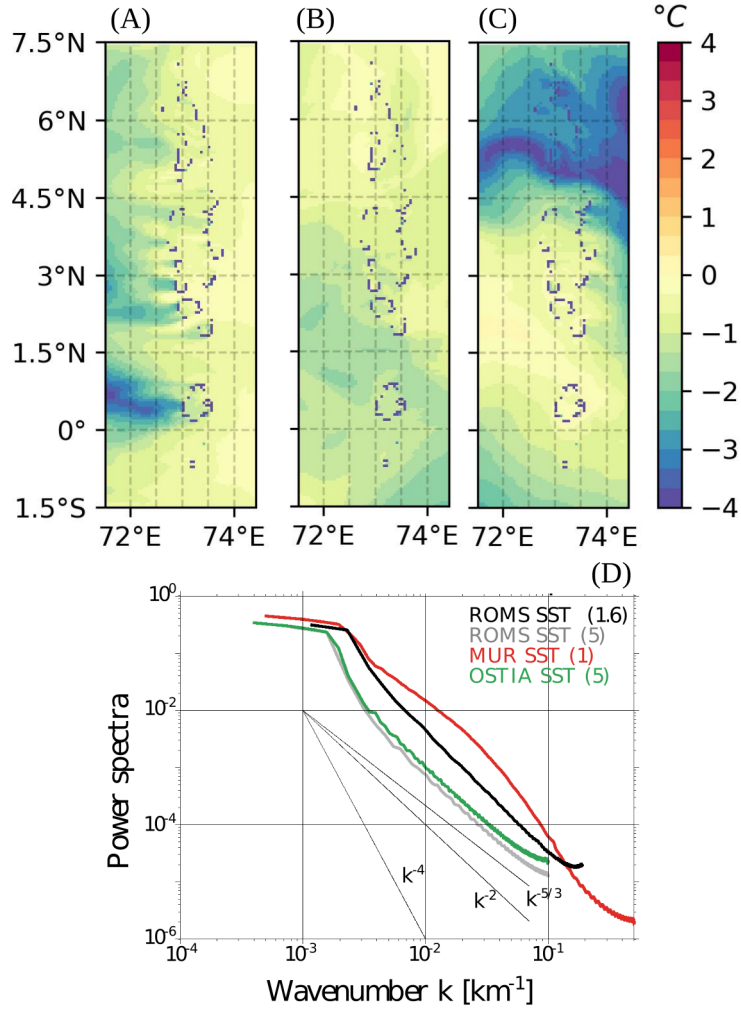 (A) (B) (C) °C
7.5°N
6°N
4.5°N
3°N
1.5°N
0°
1.5°S
4
3
2
1
0
−1
−2
−3
−4
72°E 74°E 72°E 74°E 72°E 74°E
(D)
ROMS SST (1.6)
ROMS SST (5)
MUR SST (1)
OSTIA SST (5)
Power spectra
10⁰
10⁻²
10⁻⁴
10⁻⁶
k⁻⁴
k⁻²
k⁻⁵/³
10⁻⁴ 10⁻³ 10⁻² 10⁻¹
Wavenumber k [km⁻¹]